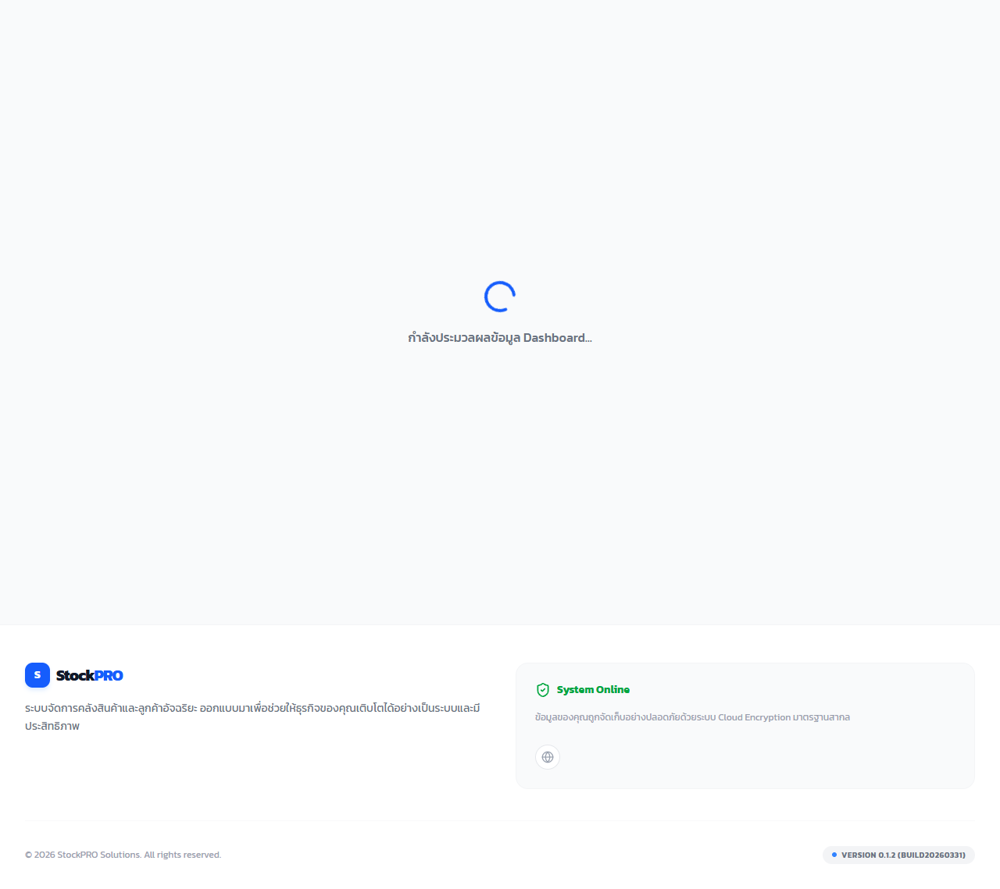 กำลังประมวลผลข้อมูล Dashboard...
S StockPRO
ระบบจัดการคลังสินค้าและลูกค้าอัจฉริยะ ออกแบบมาเพื่อช่วยให้ธุรกิจของคุณเติบโตได้อย่างเป็นระบบและมี
ประสิทธิภาพ
System Online
ข้อมูลของคุณถูกจัดเก็บอย่างปลอดภัยด้วยระบบ Cloud Encryption มาตรฐานสากล
© 2026 StockPRO Solutions. All rights reserved.
VERSION 0.1.2 (BUILD20260331)